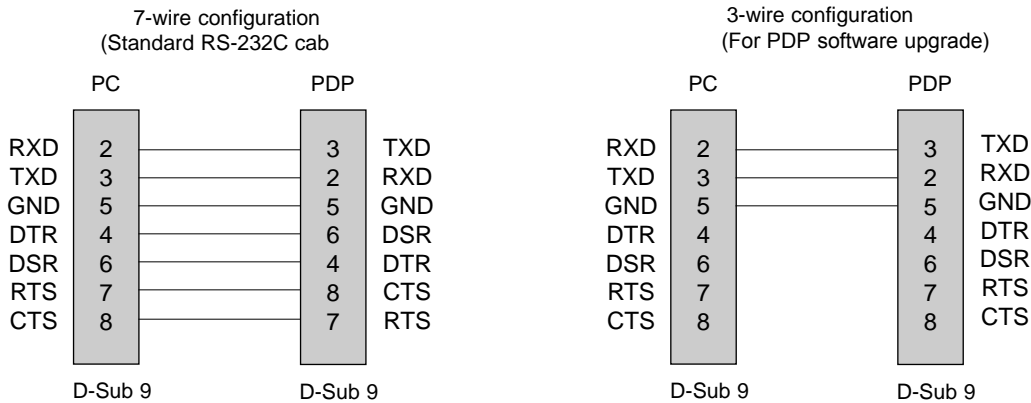 7-wire configuration
(Standard RS-232C cab
PC PDP
RXD 2 3 TXD
TXD 3 2 RXD
GND 5 5 GND
DTR 4 6 DSR
DSR 6 4 DTR
RTS 7 8 CTS
CTS 8 7 RTS
D-Sub 9 D-Sub 9
3-wire configuration
(For PDP software upgrade)
PC PDP
RXD 2 3 TXD
TXD 3 2 RXD
GND 5 5 GND
DTR 4 4 DTR
DSR 6 6 DSR
RTS 7 7 RTS
CTS 8 8 CTS
D-Sub 9 D-Sub 9